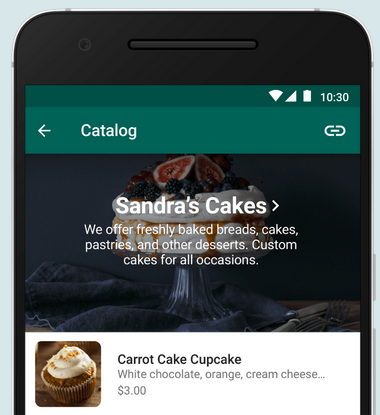 10:30
Catalog
Sandra's Cakes
We offer freshly baked breads, cakes,
pastries, and other desserts. Custom
cakes for all occasions.
Carrot Cake Cupcake
White chocolate, orange, cream cheese...
$3.00